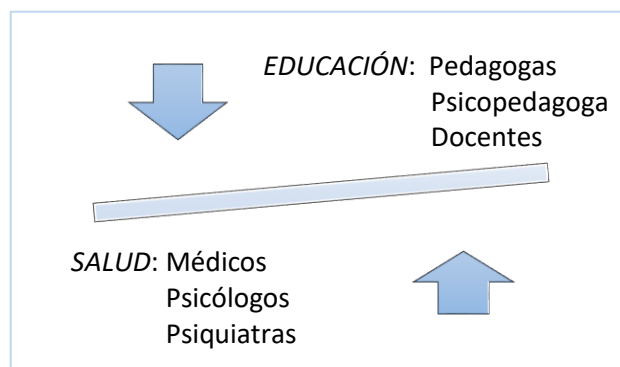 EDUCACIÓN: Pedagogas
Psicopedagoga
Docentes
SALUD: Médicos
Psicólogos
Psiquiatras